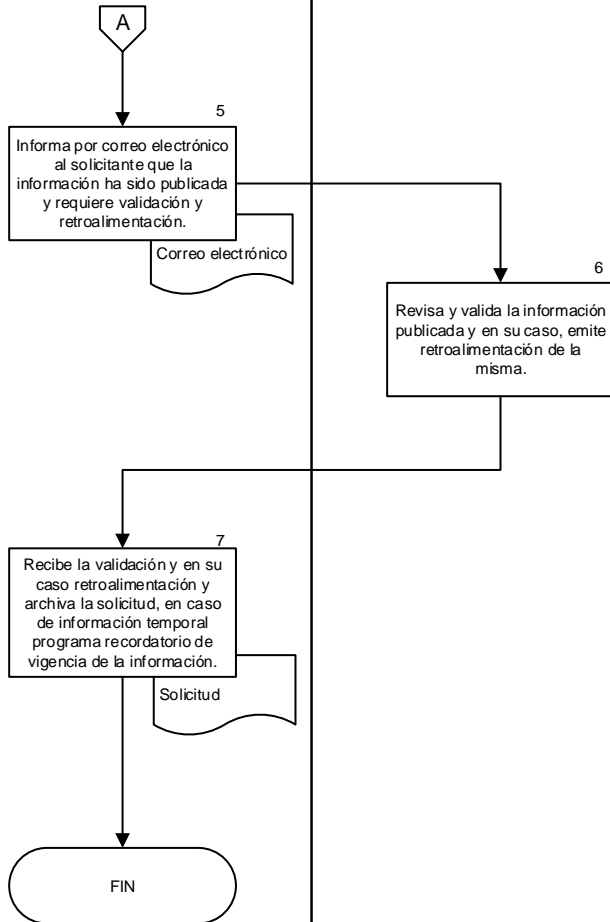 A
5
Informa por correo electrónico
al solicitante que la
información ha sido publicada
y requiere validación y
retroalimentación.
Correo electrónico
6
Revisa y valida la información
publicada y en su caso, emite
retroalimentación de la
misma.
7
Recibe la validación y en su
caso retroalimentación y
archiva la solicitud, en caso
de información temporal
programa recordatorio de
vigencia de la información.
Solicitud
FIN